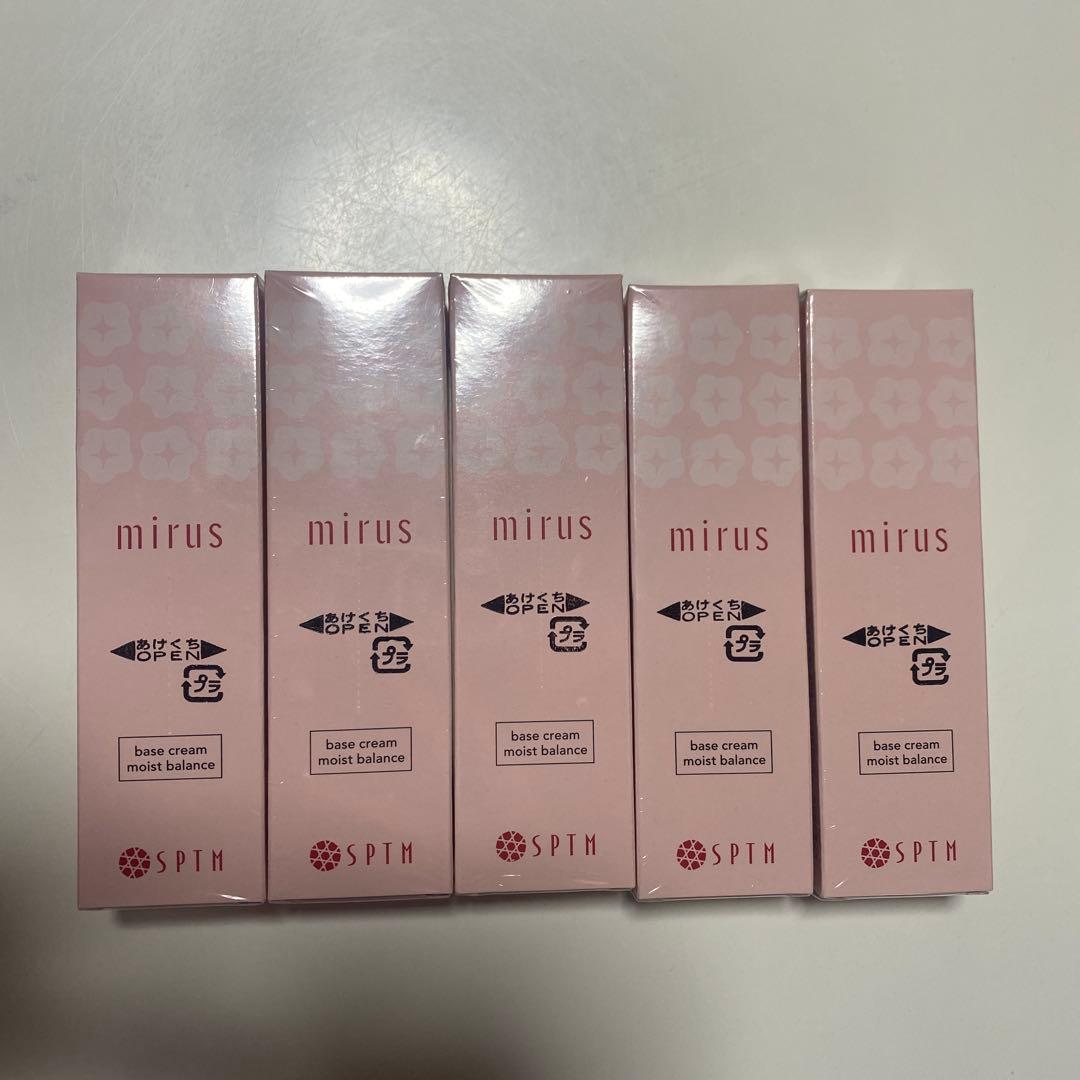 mirus
あけくち
OPEN
プラ
base cream
moist balance
SPTM
mirus
あけくち
OPEN
プラ
base cream
moist balance
SPTM
mirus
あけくち
OPEN
プラ
base cream
moist balance
SPTM
mirus
あけくち
OPEN
プラ
base cream
moist balance
SPTM
mirus
あけくち
OPEN
プラ
base cream
moist balance
SPTM